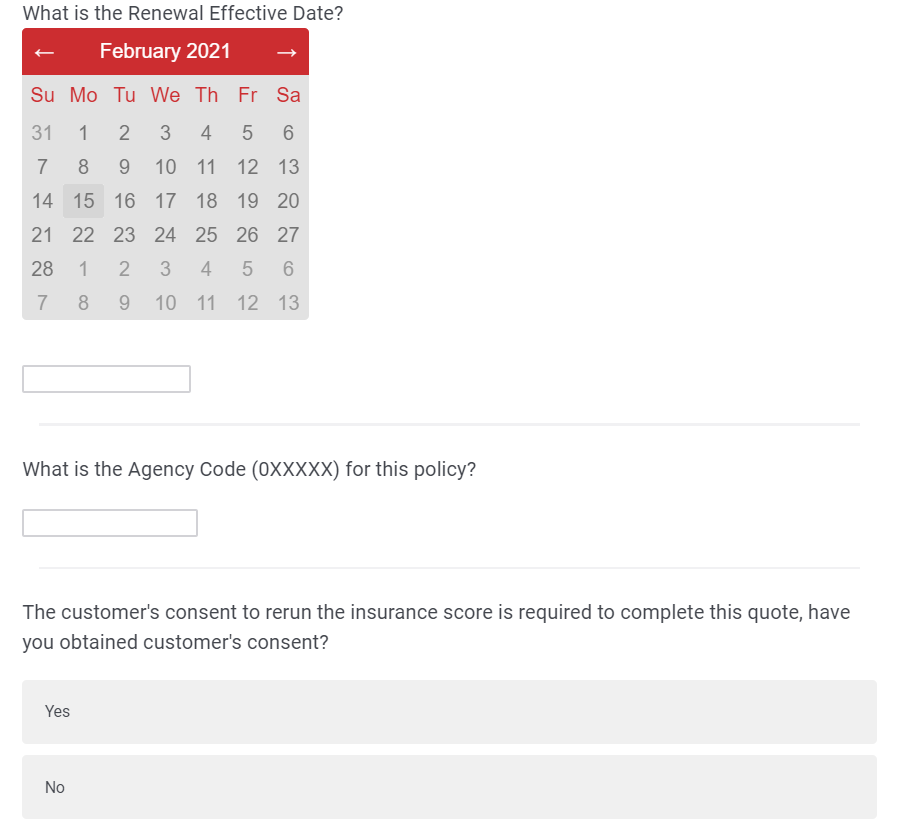 What is the Renewal Effective Date?
← February 2021 →
Su Mo Tu We Th Fr Sa
31 1 2 3 4 5 6
7 8 9 10 11 12 13
14 15 16 17 18 19 20
21 22 23 24 25 26 27
28 1 2 3 4 5 6
7 8 9 10 11 12 13
What is the Agency Code (0XXXXX) for this policy?
The customer's consent to rerun the insurance score is required to complete this quote, have
you obtained customer's consent?
Yes
No